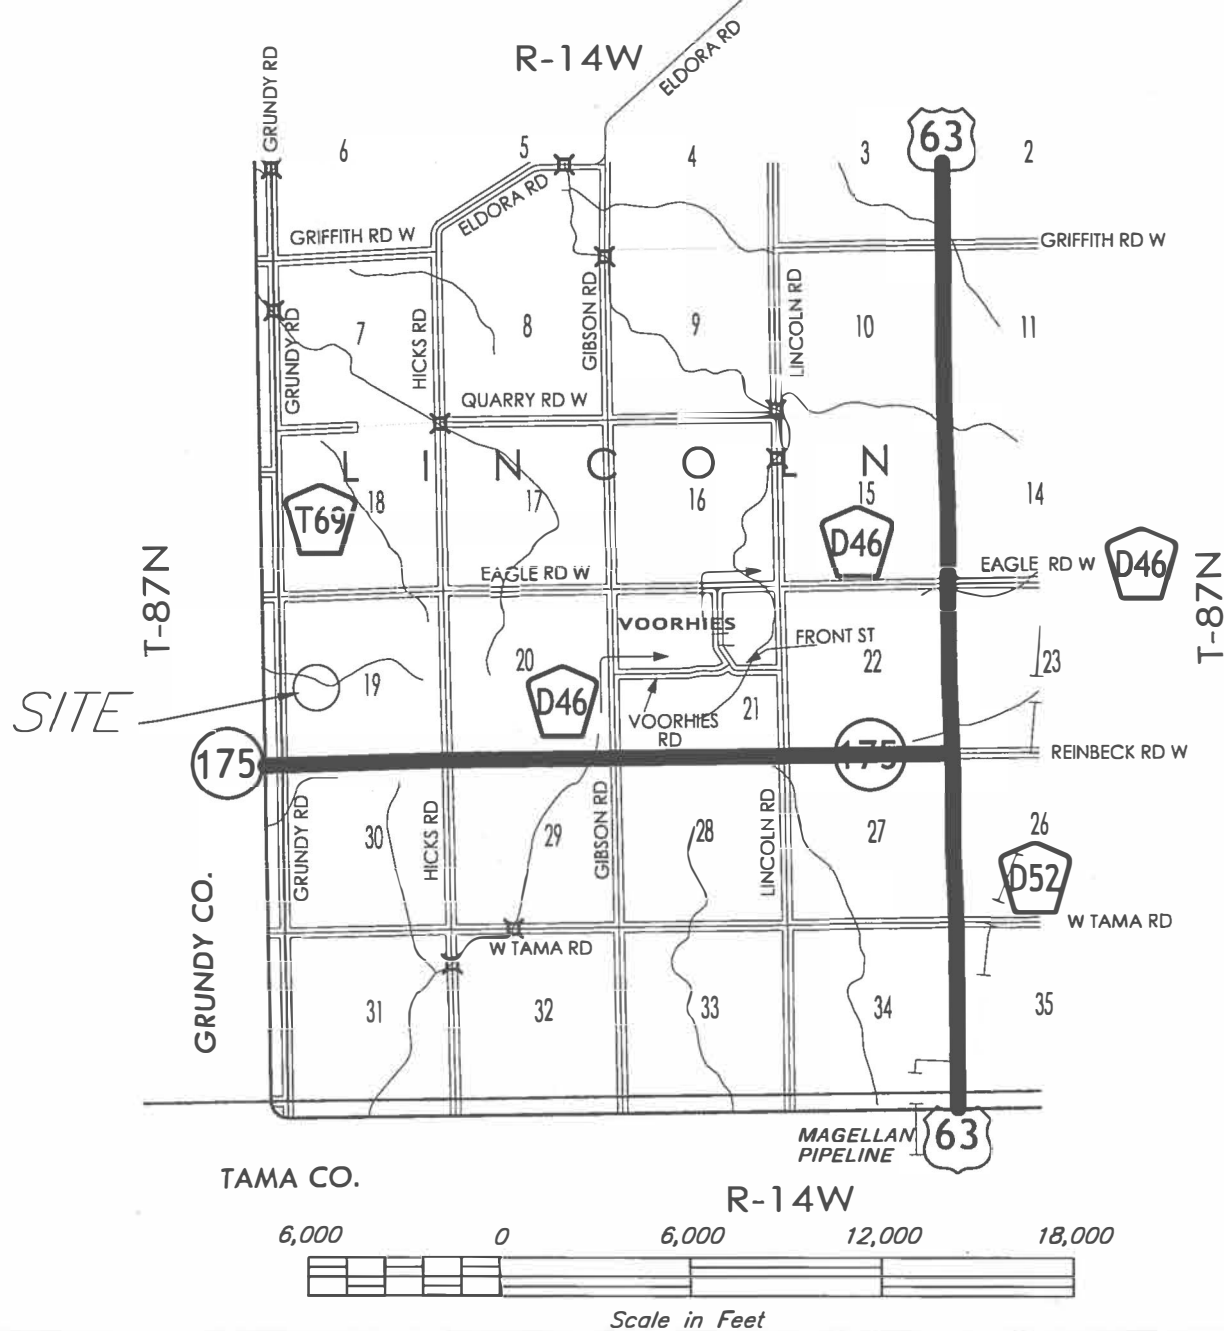 R-14W
ELDORA RD
GRUNDY RD
63
6
5
4
3
2
ELDORA RD
GRIFFITH RD W
GRIFFITH RD W
GRUNDY RD
7
HICKS RD
8
GIBSON RD
9
LINCOLN RD
10
11
QUARRY RD W
LINCOLN
T69
18
17
16
15
14
D46
T-87N
EAGLE RD W
EAGLE RD W
D46
T-87N
VOORHIES
FRONT ST
SITE
19
20
D46
VOORHIES
RD
21
22
23
175
175
REINBECK RD W
GRUNDY RD
30
HICKS RD
29
GIBSON RD
28
LINCOLN RD
27
26
D52
GRUNDY CO.
W TAMA RD
W TAMA RD
31
32
33
34
35
MAGELLAN
PIPELINE
63
TAMA CO.
R-14W
6,000 0 6,000 12,000 18,000
Scale in Feet